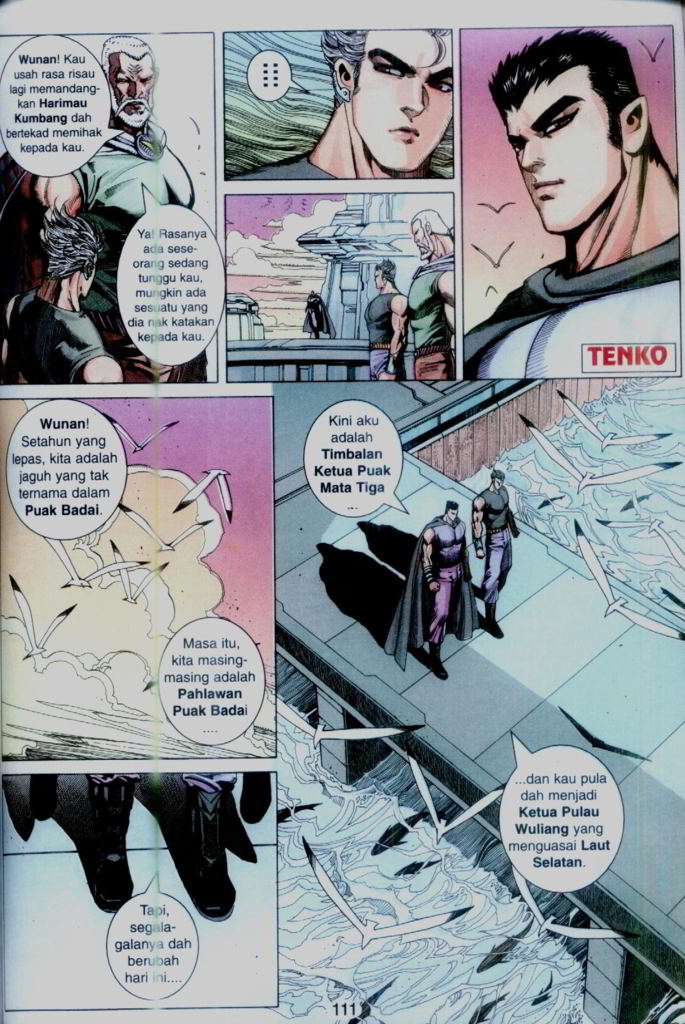 Wunan! Kau
usah rasa risau
lagi memandang-
kan Harimau
Kumbang dah
bertekad memihak
kepada kau.
Ya! Rasanya
ada sese-
orang sedang
tunggu kau,
mungkin ada
sesuatu yang
dia nak katakan
kepada kau.
TENKO
Wunan!
Setahun yang
lepas, kita adalah
jaguh yang tak
ternama dalam
Puak Badai.
Masa itu,
kita masing-
masing adalah
Pahlawan
Puak Badai
....
Kini aku
adalah
Timbalan
Ketua Puak
Mata Tiga
...
...dan kau pula
dah menjadi
Ketua Pulau
Wuliang yang
menguasai Laut
Selatan.
Tapi,
segala-
galanya dah
berubah
hari ini....
111